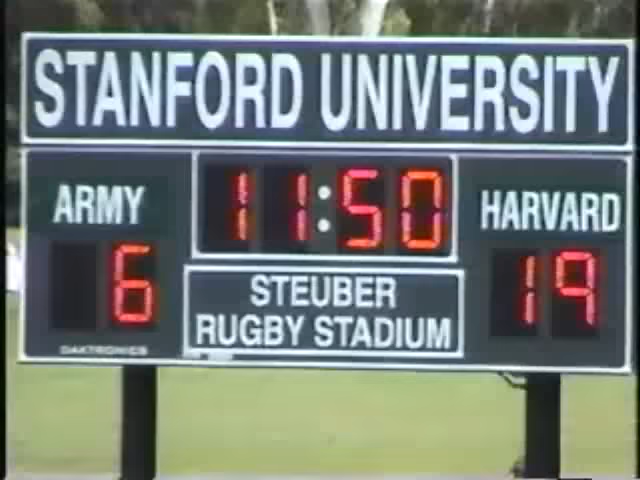 STANFORD UNIVERSITY
ARMY 11:50 HARVARD
6 19
STEUBER
RUGBY STADIUM
DAKTRONICS